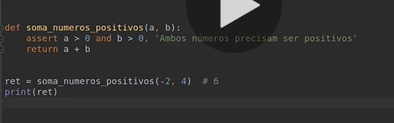 def soma_numeros_positivos(a, b):
    assert a > 0 and b > 0, 'Ambos números precisam ser positivos'
    return a + b
ret = soma_numeros_positivos(-2, 4)  # 6
print(ret)